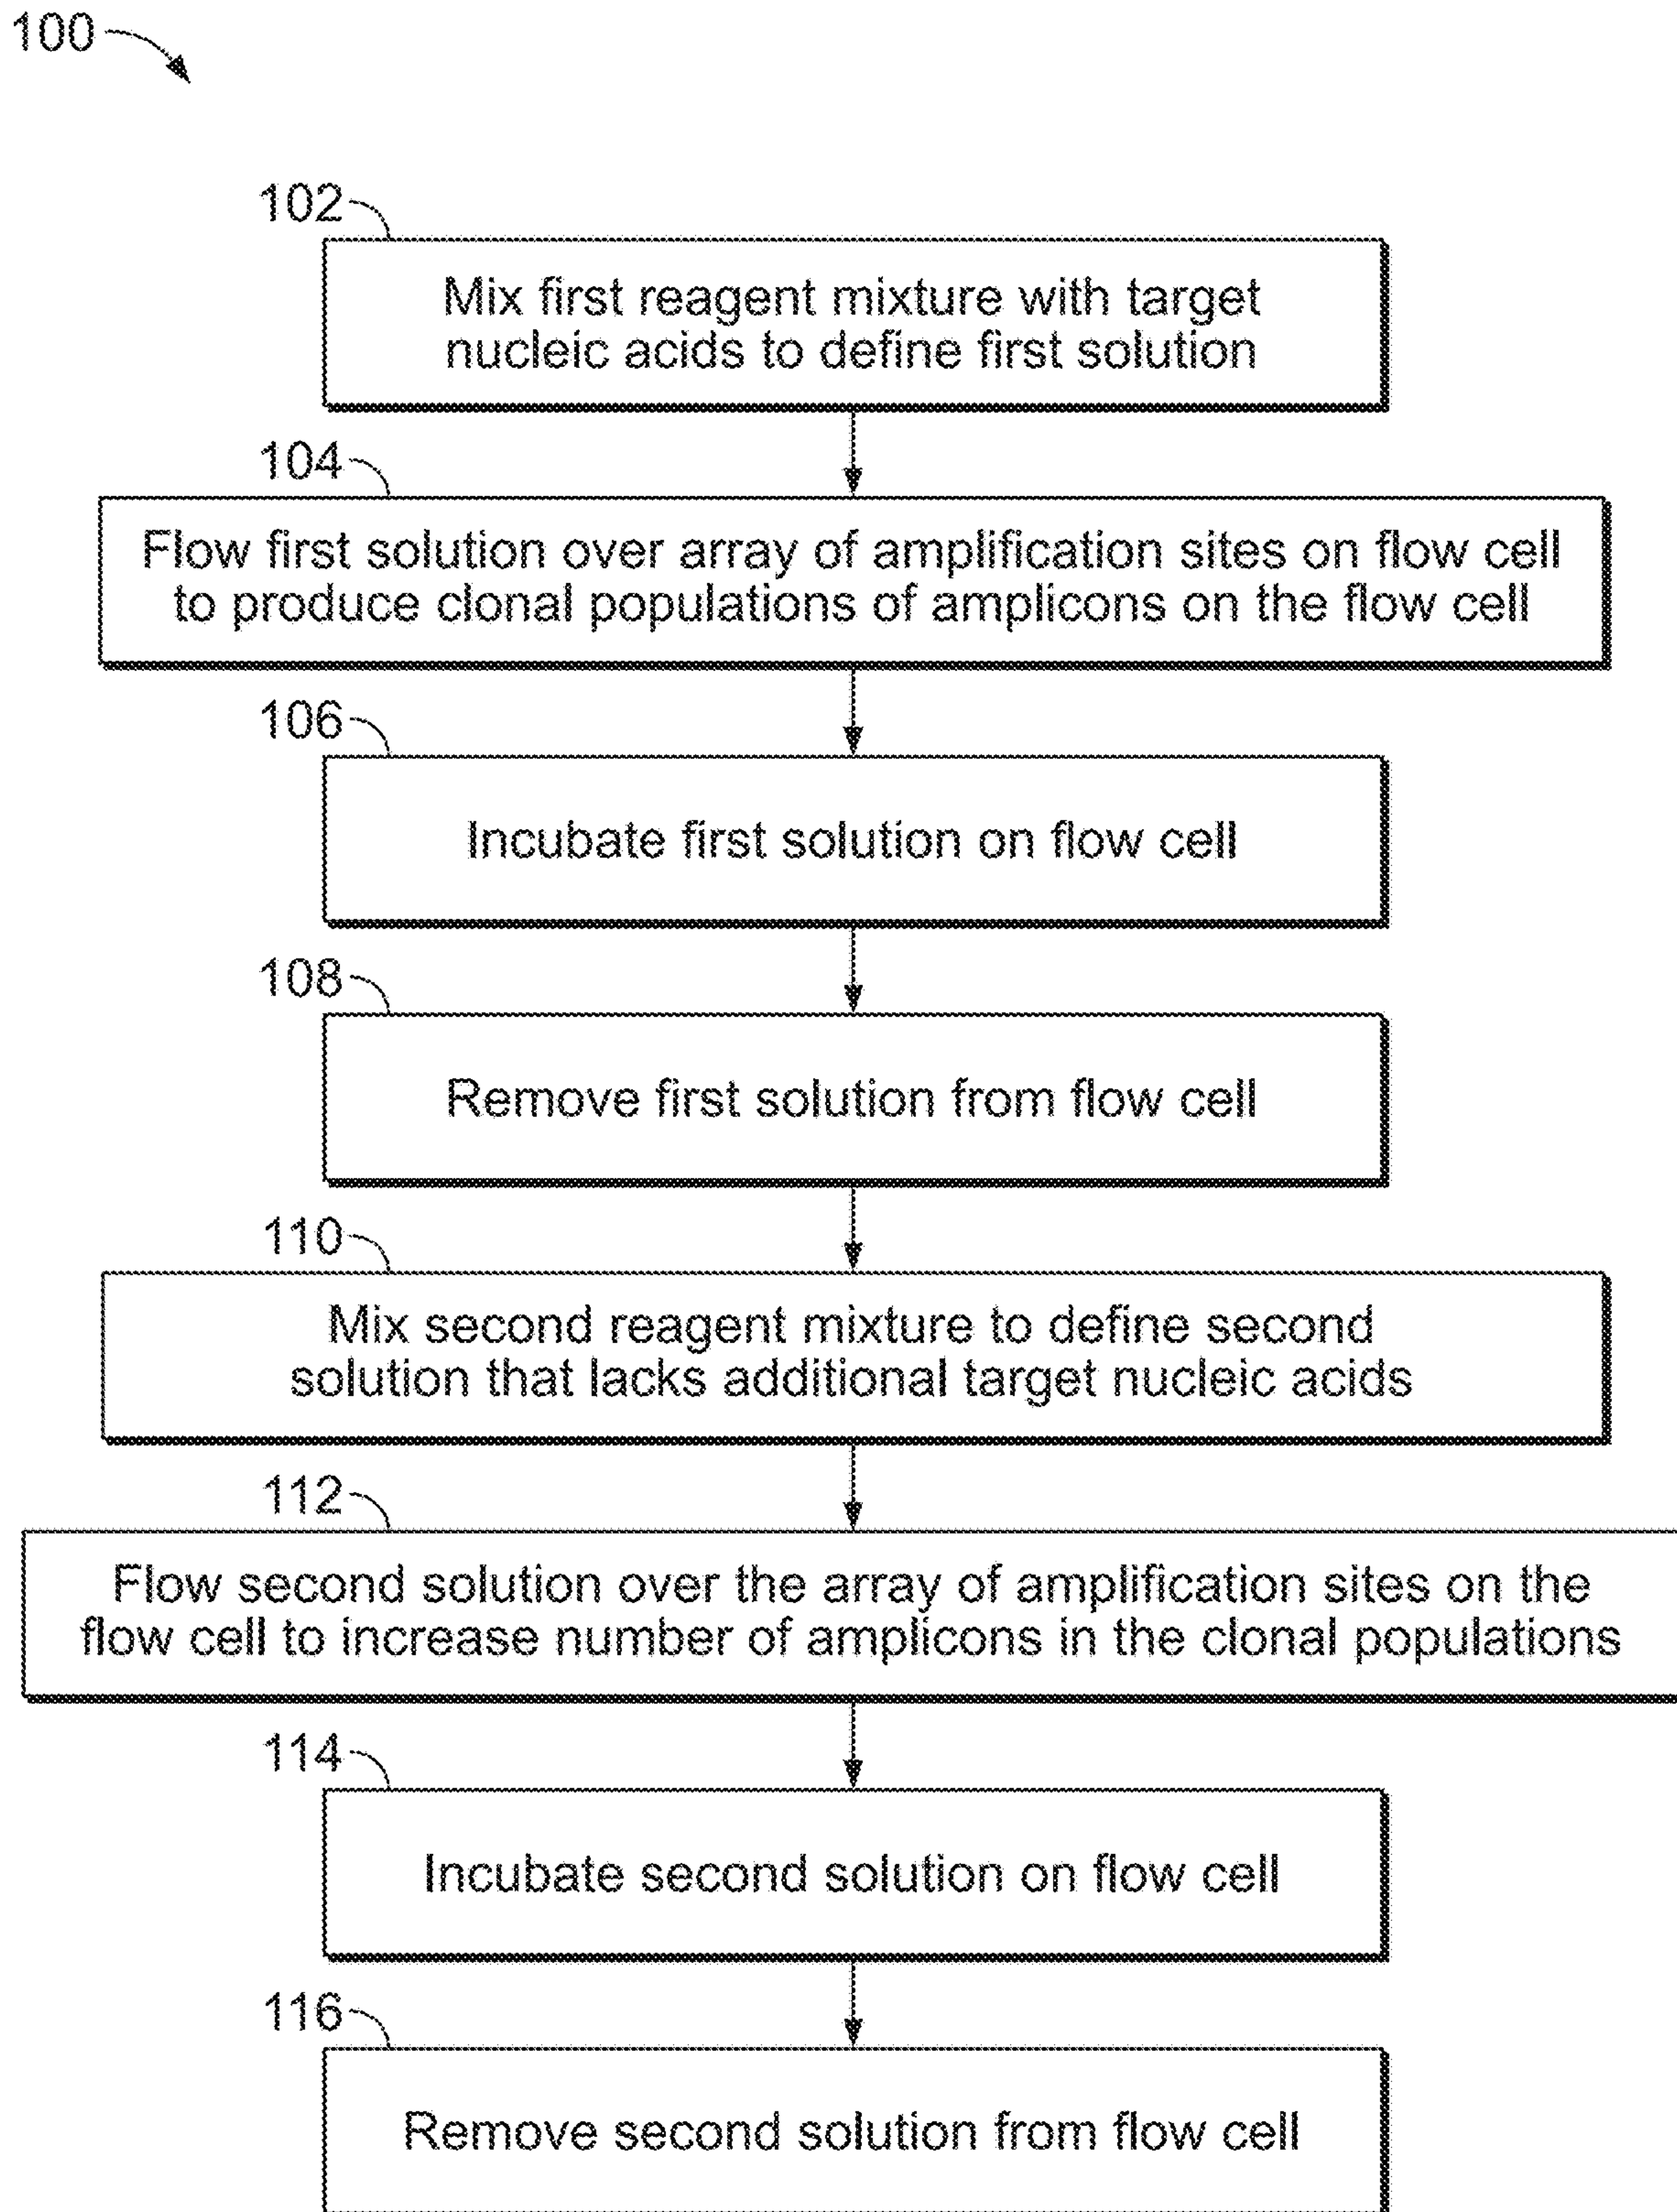 100
102
Mix first reagent mixture with target
nucleic acids to define first solution
104
Flow first solution over array of amplification sites on flow cell
to produce clonal populations of amplicons on the flow cell
106
Incubate first solution on flow cell
108
Remove first solution from flow cell
110
Mix second reagent mixture to define second
solution that lacks additional target nucleic acids
112
Flow second solution over the array of amplification sites on the
flow cell to increase number of amplicons in the clonal populations
114
Incubate second solution on flow cell
116
Remove second solution from flow cell